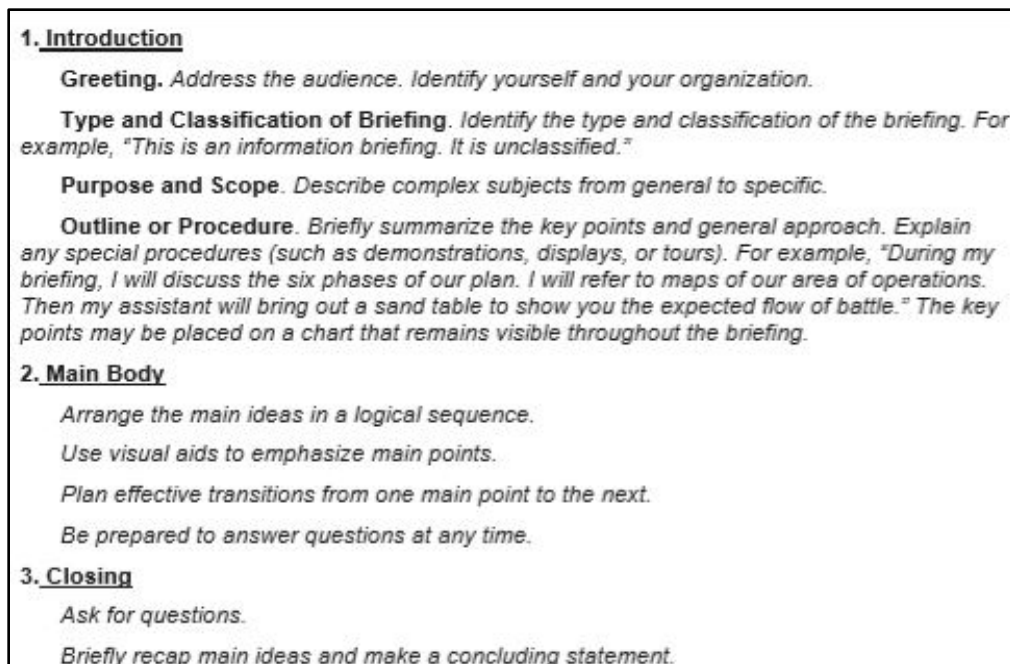 1. Introduction
Greeting. Address the audience. Identify yourself and your organization.
Type and Classification of Briefing. Identify the type and classification of the briefing. For
example, "This is an information briefing. It is unclassified."
Purpose and Scope. Describe complex subjects from general to specific.
Outline or Procedure. Briefly summarize the key points and general approach. Explain
any special procedures (such as demonstrations, displays, or tours). For example, "During my
briefing, I will discuss the six phases of our plan. I will refer to maps of our area of operations.
Then my assistant will bring out a sand table to show you the expected flow of battle." The key
points may be placed on a chart that remains visible throughout the briefing.
2. Main Body
Arrange the main ideas in a logical sequence.
Use visual aids to emphasize main points.
Plan effective transitions from one main point to the next.
Be prepared to answer questions at any time.
3. Closing
Ask for questions.
Briefly recap main ideas and make a concluding statement.